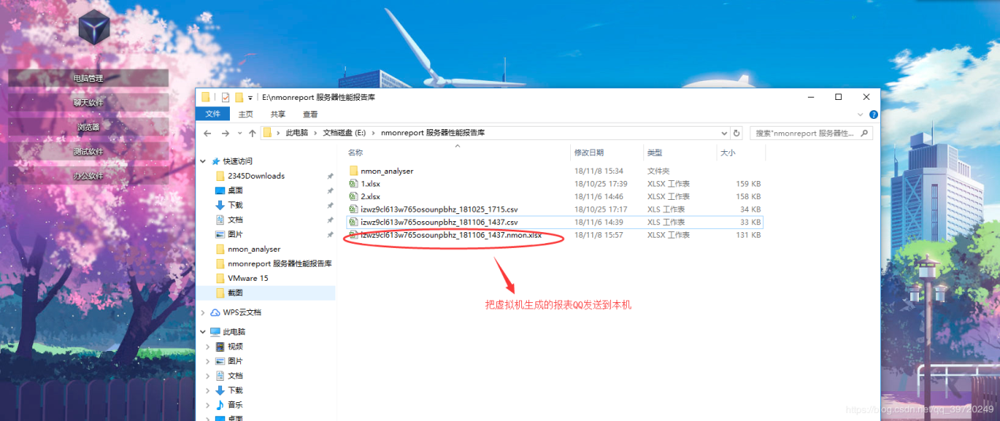 电脑管理
聊天软件
浏览器
测试软件
办公软件
E:\nmonreport 服务器性能报告库
文件 主页 共享 查看
此电脑 文档磁盘 (E:) nmonreport 服务器性能报告库
搜索"nmonreport 服务器性能...
名称 修改日期 类型 大小
快速访问
2345Downloads
桌面
下载
文档
图片
nmon_analyser
nmonreport 服务器性能报告库
VMware 15
截图
WPS云文档
此电脑
视频
图片
文档
下载
音乐
桌面
nmon_analyser 18/11/8 15:34 文件夹
1.xlsx 18/10/25 17:39 XLSX 工作表 159 KB
2.xlsx 18/11/6 14:46 XLSX 工作表 158 KB
izwz9cl613w765osounpbhz_181025_1715.csv 18/10/25 17:17 XLS 工作表 34 KB
izwz9cl613w765osounpbhz_181106_1437.csv 18/11/6 14:39 XLS 工作表 33 KB
izwz9cl613w765osounpbhz_181106_1437.nmon.xlsx 18/11/8 15:57 XLSX 工作表 131 KB
把虚拟机生成的报表QQ发送到本机
https://blog.csdn.net/qq_39720249